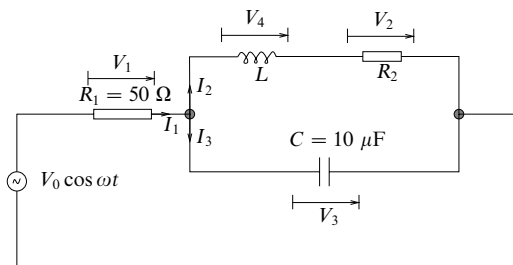 V₄
V₂
L
R₂
V₁
R₁ = 50 Ω
I₁
I₂
I₃
C = 10 μF
V₃
V₀ cos ωt
~